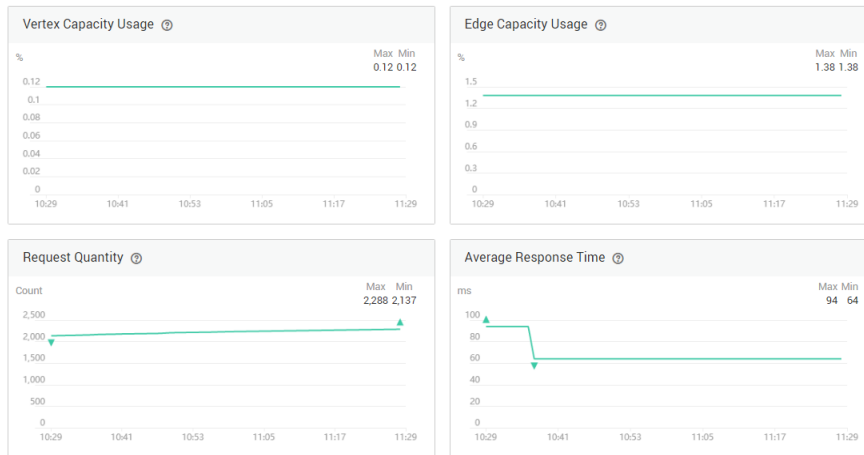 Vertex Capacity Usage
%
Max Min
0.12 0.12
0.12
0.1
0.08
0.06
0.04
0.02
0
10:29 10:41 10:53 11:05 11:17 11:29
Edge Capacity Usage
%
Max Min
1.38 1.38
1.5
1.2
0.9
0.6
0.3
0
10:29 10:41 10:53 11:05 11:17 11:29
Request Quantity
Count
Max Min
2,288 2,137
2,500
2,000
1,500
1,000
500
0
10:29 10:41 10:53 11:05 11:17 11:29
Average Response Time
ms
Max Min
94 64
100
80
60
40
20
0
10:29 10:41 10:53 11:05 11:17 11:29